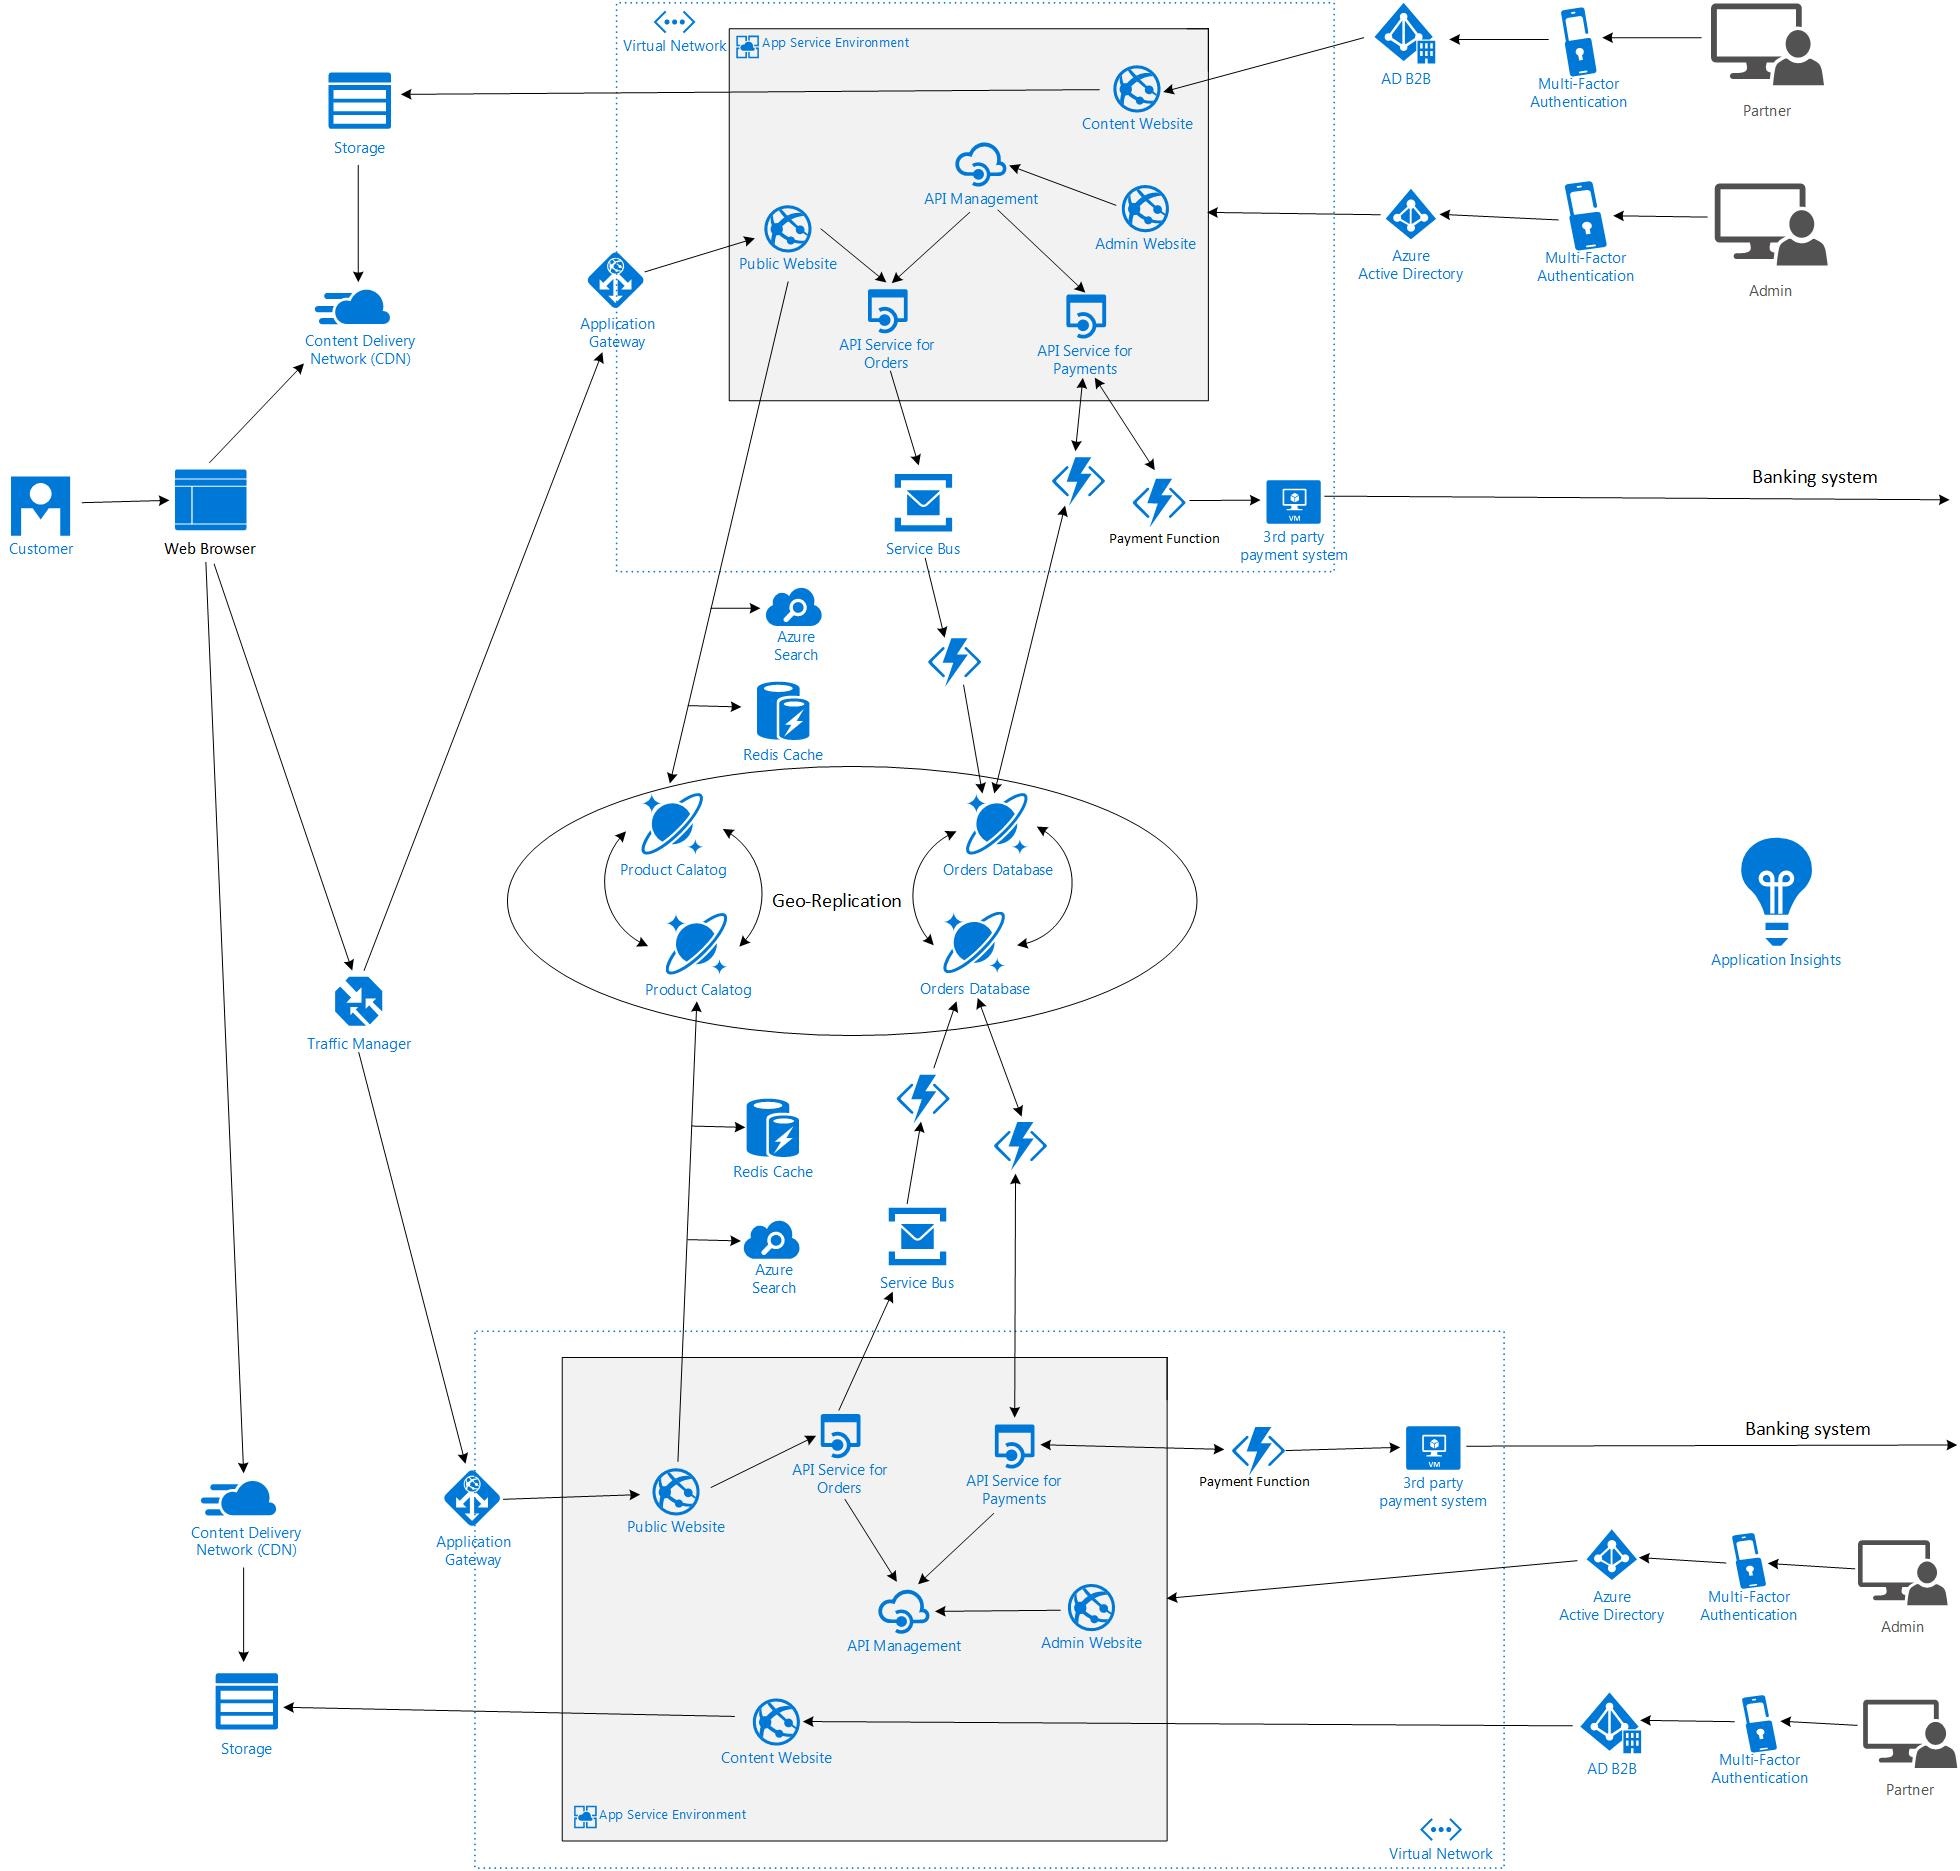 Virtual Network
App Service Environment
AD B2B
Multi-Factor
Authentication
Partner
Content Website
Storage
API Management
Admin Website
Public Website
Azure
Active Directory
Multi-Factor
Authentication
Admin
Application
Gateway
Content Delivery
Network (CDN)
API Service for
Orders
API Service for
Payments
Banking system
Customer
Web Browser
Service Bus
Payment Function
3rd party
payment system
VM
Azure
Search
Redis Cache
Product Calatog
Orders Database
Geo-Replication
Product Calatog
Orders Database
Application Insights
Traffic Manager
Redis Cache
Azure
Search
Service Bus
Banking system
API Service for
Orders
API Service for
Payments
Payment Function
VM
3rd party
payment system
Public Website
Content Delivery
Network (CDN)
Application
Gateway
Azure
Active Directory
Multi-Factor
Authentication
Admin
API Management
Admin Website
Storage
Content Website
AD B2B
Multi-Factor
Authentication
Partner
App Service Environment
Virtual Network